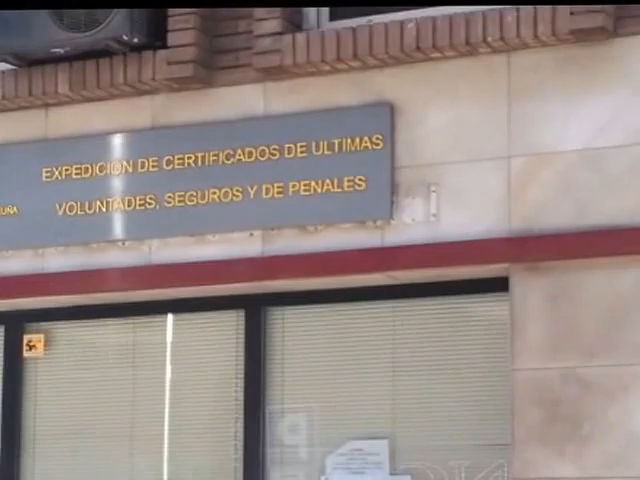 EXPEDICION DE CERTIFICADOS DE ULTIMAS
VOLUNTADES, SEGUROS Y DE PENALES